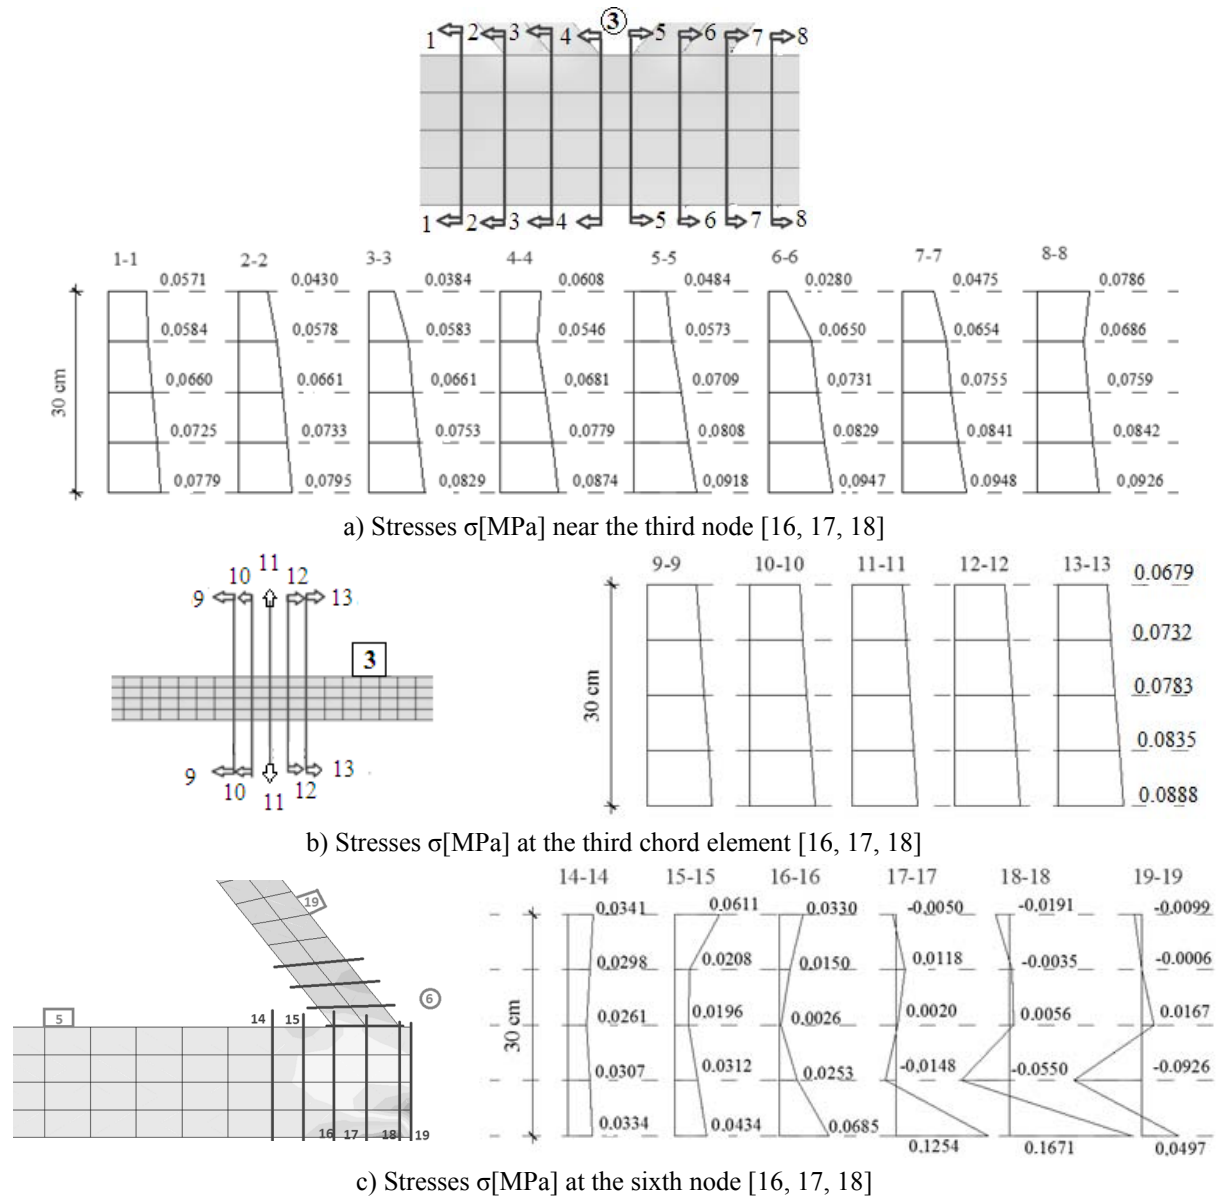 ③
1 2 3 4 5 6 7 8
1 2 3 4 5 6 7 8
1-1 2-2 3-3 4-4 5-5 6-6 7-7 8-8
0,0571 0,0430 0,0384 0,0608 0,0484 0,0280 0,0475 0,0786
0,0584 0,0578 0,0583 0,0546 0,0573 0,0650 0,0654 0,0686
0,0660 0.0661 0,0661 0,0681 0,0709 0,0731 0,0755 0,0759
0,0725 0,0733 0,0753 0,0779 0,0808 0,0829 0,0841 0,0842
0,0779 0,0795 0,0829 0,0874 0,0918 0,0947 0,0948 0,0926
30 cm
a) Stresses σ[MPa] near the third node [16, 17, 18]
9 10 11 12 13
3
9 10 11 12 13
9-9 10-10 11-11 12-12 13-13
0.0679
0.0732
0.0783
0.0835
0.0888
30 cm
b) Stresses σ[MPa] at the third chord element [16, 17, 18]
19
6
5
14 15
16 17 18 19
14-14 15-15 16-16 17-17 18-18 19-19
0,0341 0,0611 0,0330 -0,0050 -0,0191 -0,0099
0,0298 0,0208 0,0150 0,0118 -0,0035 -0,0006
0,0261 0,0196 0,0026 0,0020 0,0056 0,0167
0,0307 0,0312 0,0253 -0,0148 -0,0550 -0,0926
0,0334 0,0434 0,0685 0,1254 0.1671 0,0497
30 cm
c) Stresses σ[MPa] at the sixth node [16, 17, 18]